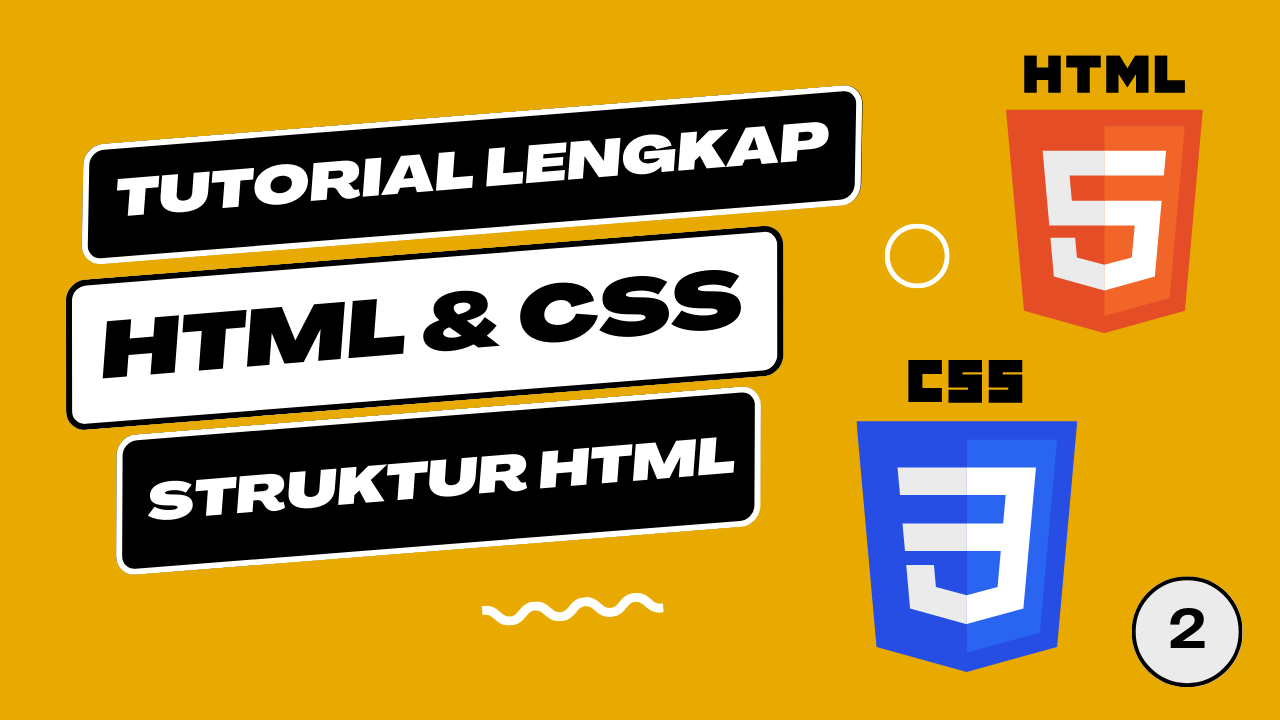 TUTORIAL LENGKAP
HTML & CSS
STRUKTUR HTML
HTML
5
CSS
3
2